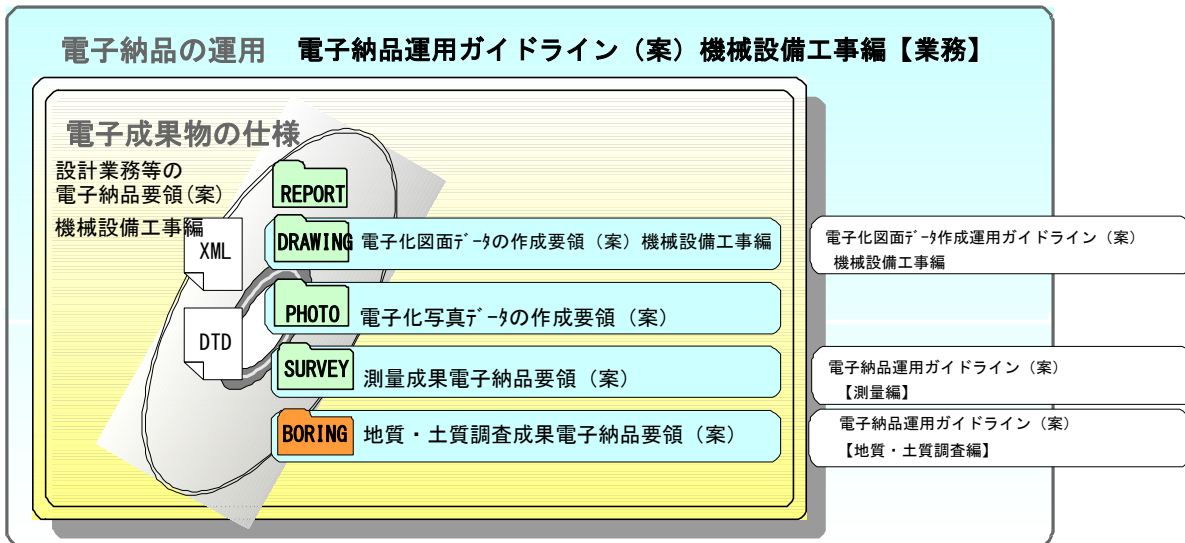 電子納品の運用 電子納品運用ガイドライン（案）機械設備工事編【業務】
電子成果物の仕様
設計業務等の
電子納品要領(案)
機械設備工事編
XML
DTD
REPORT
DRAWING 電子化図面ﾃﾞｰﾀの作成要領（案）機械設備工事編
電子化図面ﾃﾞｰﾀ作成運用ガイドライン（案）
機械設備工事編
PHOTO 電子化写真ﾃﾞｰﾀの作成要領（案）
SURVEY 測量成果電子納品要領（案）
電子納品運用ガイドライン（案）
【測量編】
BORING 地質・土質調査成果電子納品要領（案）
電子納品運用ガイドライン（案）
【地質・土質調査編】